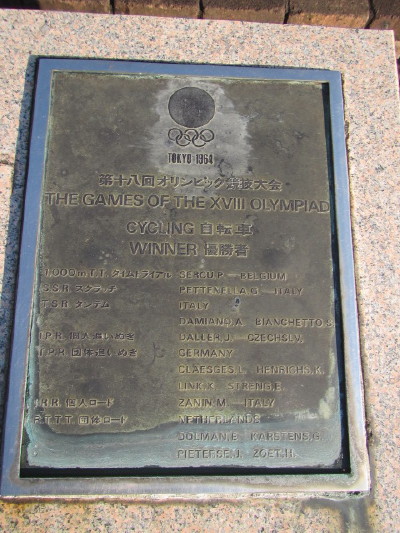 TOKYO 1964
第十八回オリンピック競技大会
THE GAMES OF THE XVIII OLYMPIAD
CYCLING 自転車
WINNER 優勝者
1,000m T.T. タイムトライアル SERCU.P. — BELGIUM
S.S.R. スクラッチ PETTENELLA.G. — ITALY
T.S.R. タンデム ITALY
DAMIANO.A. BIANCHETTO.S.
I.P.R. 個人追いぬき DALLER.J. — CZECHSLV.
T.P.R. 団体追いぬき GERMANY
CLAESGES.L. HENRICHS.K.
LINK.K. STRENG.E.
I.R.R. 個人ロード ZANIN.M. — ITALY
R.T.T.T. 団体ロード NETHERLANDS
DOLMAN.E. KARSTENS.G.
PIETERSE.J. ZOET.H.